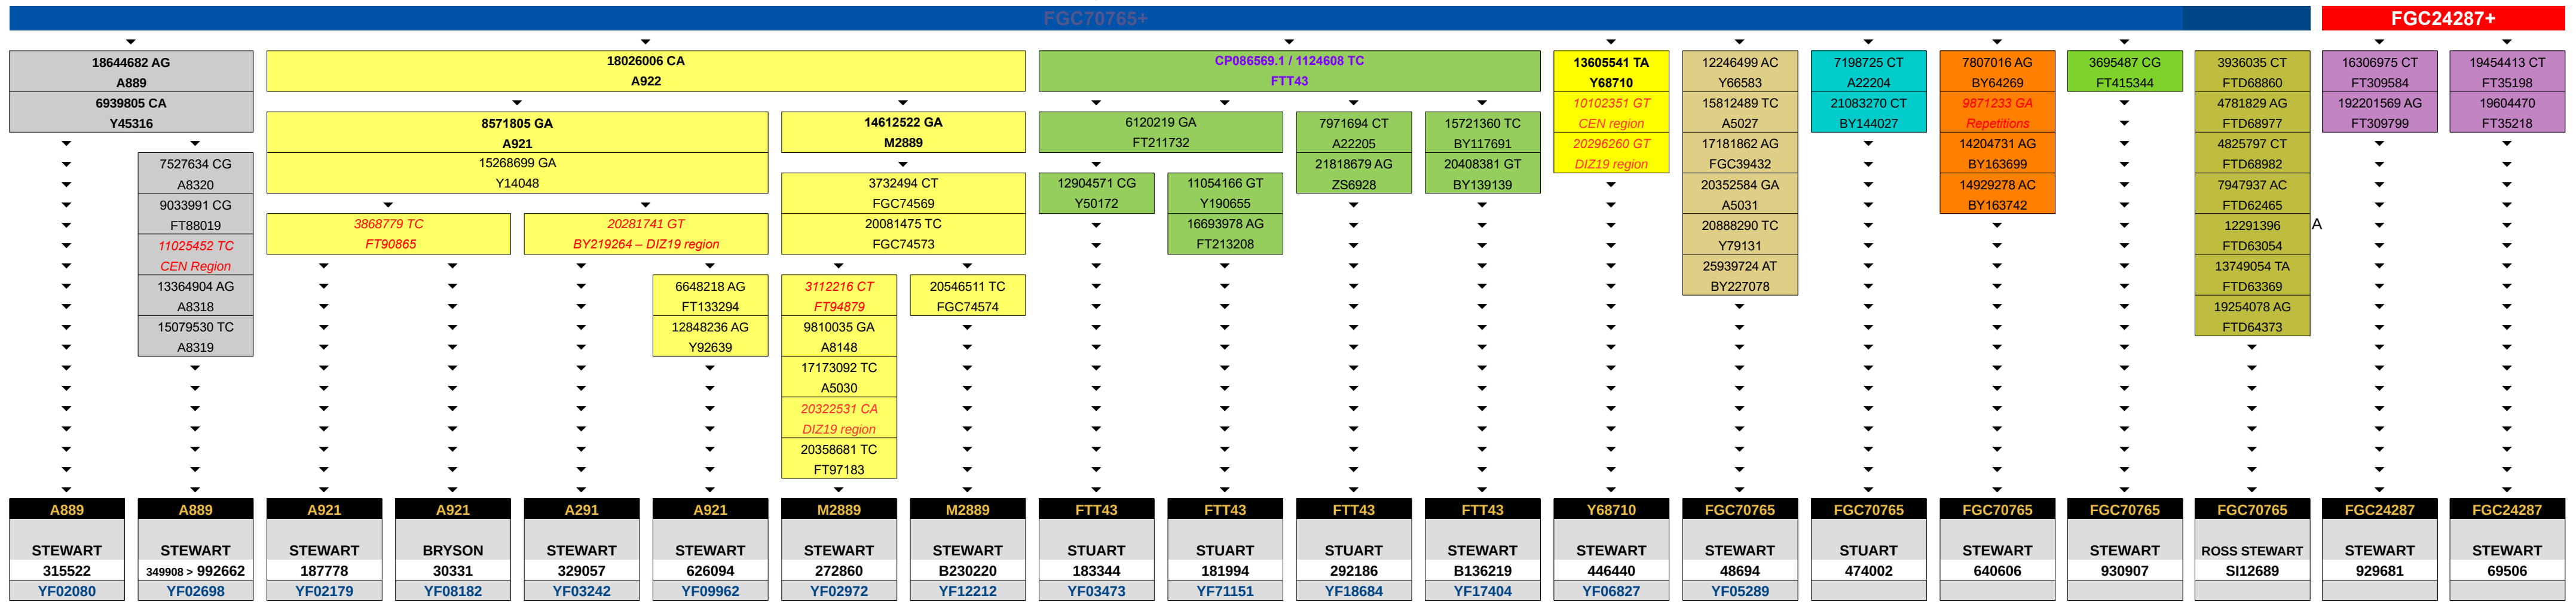 FGC70765+
FGC24287+
18644682 AG
A889
6939805 CA
Y45316
7527634 CG
A8320
9033991 CG
FT88019
11025452 TC
CEN Region
13364904 AG
A8318
15079530 TC
A8319
18026006 CA
A922
8571805 GA
A921
15268699 GA
Y14048
3868779 TC
FT90865
20281741 GT
BY219264 – DIZ19 region
6648218 AG
FT133294
12848236 AG
Y92639
14612522 GA
M2889
3732494 CT
FGC74569
20081475 TC
FGC74573
3112216 CT
FT94879
9810035 GA
A8148
17173092 TC
A5030
20322531 CA
DIZ19 region
20358681 TC
FT97183
20546511 TC
FGC74574
CP086569.1 / 1124608 TC
FTT43
6120219 GA
FT211732
12904571 CG
Y50172
11054166 GT
Y190655
16693978 AG
FT213208
7971694 CT
A22205
21818679 AG
ZS6928
15721360 TC
BY117691
20408381 GT
BY139139
13605541 TA
Y68710
10102351 GT
CEN region
20296260 GT
DIZ19 region
12246499 AC
Y66583
15812489 TC
A5027
17181862 AG
FGC39432
20352584 GA
A5031
20888290 TC
Y79131
25939724 AT
BY227078
7198725 CT
A22204
21083270 CT
BY144027
7807016 AG
BY64269
9871233 GA
Repetitions
14204731 AG
BY163699
14929278 AC
BY163742
3695487 CG
FT415344
3936035 CT
FTD68860
4781829 AG
FTD68977
4825797 CT
FTD68982
7947937 AC
FTD62465
12291396
A
FTD63054
13749054 TA
FTD63369
19254078 AG
FTD64373
16306975 CT
FT309584
192201569 AG
FT309799
19454413 CT
FT35198
19604470
FT35218
A889
STEWART
315522
YF02080
A889
STEWART
349908 > 992662
YF02698
A921
STEWART
187778
YF02179
A921
BRYSON
30331
YF08182
A291
STEWART
329057
YF03242
A921
STEWART
626094
YF09962
M2889
STEWART
272860
YF02972
M2889
STEWART
B230220
YF12212
FTT43
STUART
183344
YF03473
FTT43
STUART
181994
YF71151
FTT43
STUART
292186
YF18684
FTT43
STEWART
B136219
YF17404
Y68710
STEWART
446440
YF06827
FGC70765
STEWART
48694
YF05289
FGC70765
STUART
474002
FGC70765
STEWART
640606
FGC70765
STEWART
930907
FGC70765
ROSS STEWART
SI12689
FGC24287
STEWART
929681
FGC24287
STEWART
69506